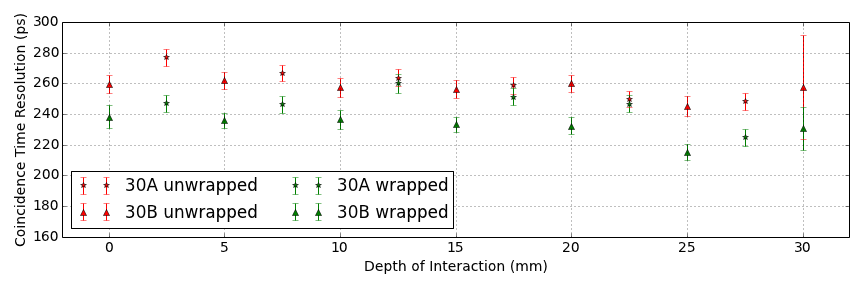 Coincidence Time Resolution (ps)
300
280
260
240
220
200
180
160
30A unwrapped 30A wrapped
30B unwrapped 30B wrapped
0 5 10 15 20 25 30
Depth of Interaction (mm)